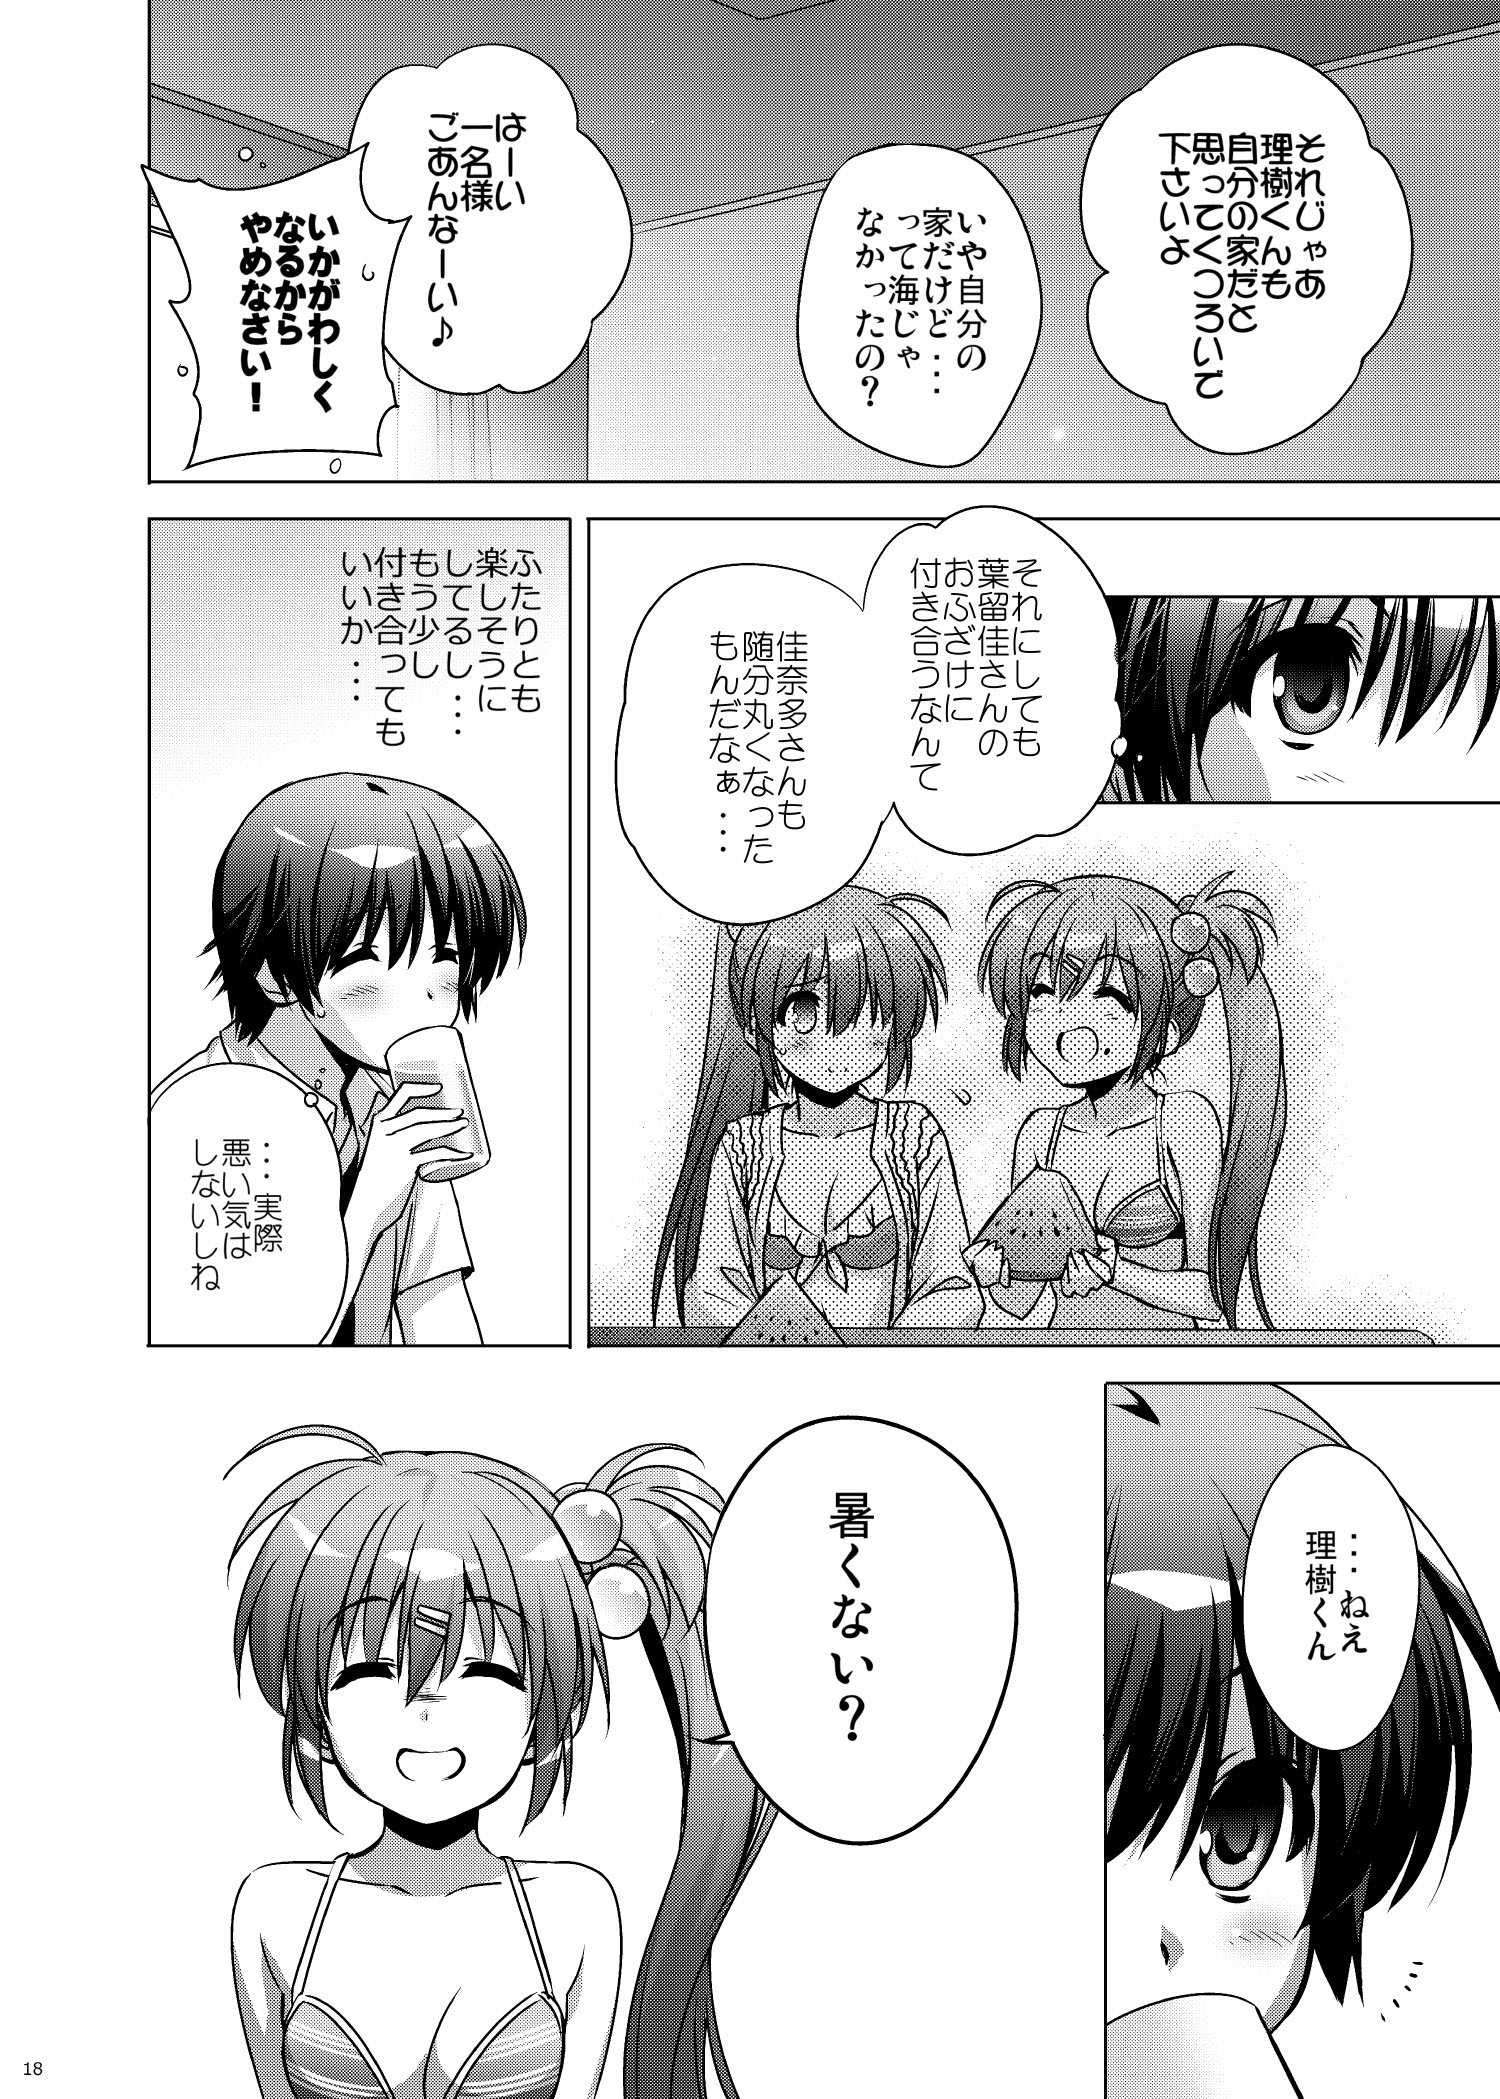 それじゃあ
理樹くんも
自分の家だと
思ってくつろいで
下さいよ
いや自分の
家だけど…
って海じゃ
なかったの？
はーい
一名様
ごあんなーい♪
いかがわしく
なるから
やめなさい！
それにしても
葉留佳さんの
おふざけに
付き合うなんて
佳奈多さんも
随分丸くなった
もんだなぁ…
ふたりとも
楽しそうに
してるし…
もう少し
付き合っても
いいか…
…実際
悪い気は
しないしね
…ねえ
理樹くん
暑くない？
18